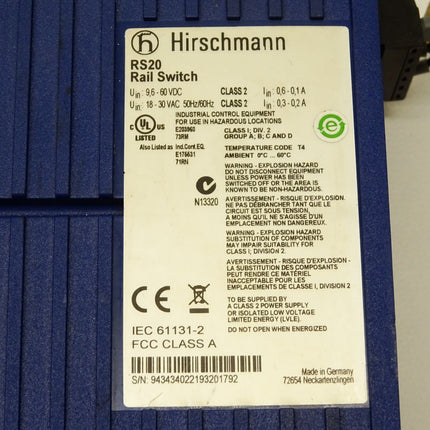 Hirschmann
RS20
Rail Switch
Uin: 9,6 - 60 VDC CLASS 2 Iin: 0,6 - 0,1 A
Uin: 18 - 30 VAC 50Hz/60Hz CLASS 2 Iin: 0,3 - 0,2 A
INDUSTRIAL CONTROL EQUIPMENT
FOR USE IN HAZARDOUS LOCATIONS
c UL US
LISTED
E203960
73RM
CLASS I; DIV. 2
GROUP A; B; C AND D
Also Listed as Ind.Cont.EQ.
E175531
71RN
TEMPERATURE CODE T4
AMBIENT 0°C ... 60°C
WARNING - EXPLOSION HAZARD
DO NOT DISCONNECT EQUIPMENT
UNLESS POWER HAS BEEN
SWITCHED OFF OR THE AREA IS
KNOWN TO BE NON-HAZARDOUS.
N13320
AVERTISSEMENT - RISQUE D'EXPLOSION.
NE PAS DÉBRANCHER TANT QUE LE
CIRCUIT EST SOUS TENSION,
A MOINS QU'IL NE S'AGISSE D'UN
EMPLACEMENT NON DANGEREUX.
WARNING - EXPLOSION HAZARD
SUBSTITUTION OF COMPONENTS
MAY IMPAIR SUITABILITY FOR
CLASS I; DIVISION 2.
AVERTISSEMENT - RISQUE D'EXPLOSION.
LA SUBSTITUTION DES COMPOSANTS
PEUT RENDRE CE MATÉRIEL
INACCEPTABLE POUR LES
EMPLACEMENTS DE CLASSE I, DIVISION 2
CE
TO BE SUPPLIED BY
A CLASS 2 POWER SUPPLY
OR ISOLATED LOW VOLTAGE
LIMITED ENERGY (LVLE).
DO NOT OPEN WHEN ENERGIZED
IEC 61131-2
FCC CLASS A
S/N: 943434022193201792
Made in Germany
72654 Neckartenzlingen